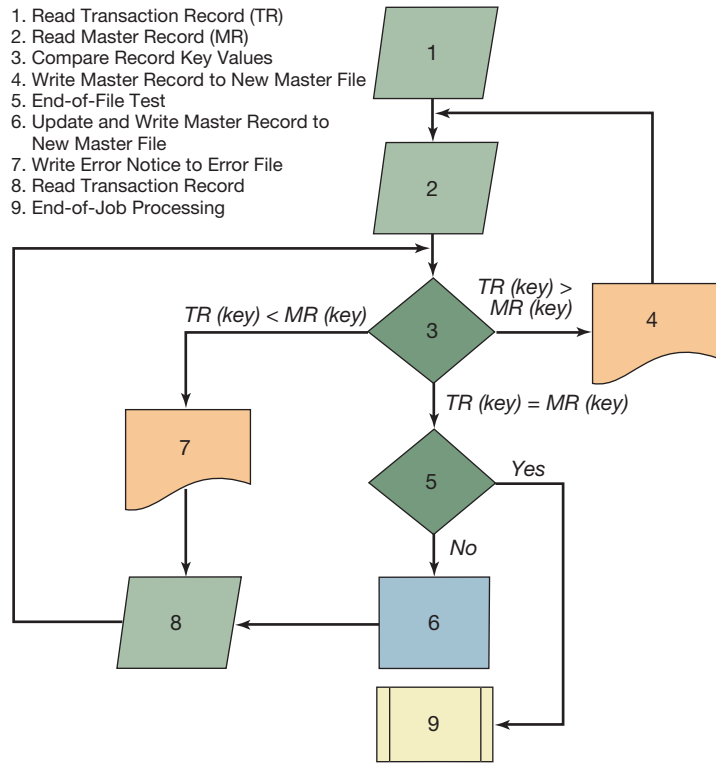 1. Read Transaction Record (TR)
2. Read Master Record (MR)
3. Compare Record Key Values
4. Write Master Record to New Master File
5. End-of-File Test
6. Update and Write Master Record to
New Master File
7. Write Error Notice to Error File
8. Read Transaction Record
9. End-of-Job Processing
1
2
TR (key) < MR (key)
3
TR (key) >
MR (key)
4
TR (key) = MR (key)
7
5
Yes
No
8
6
9